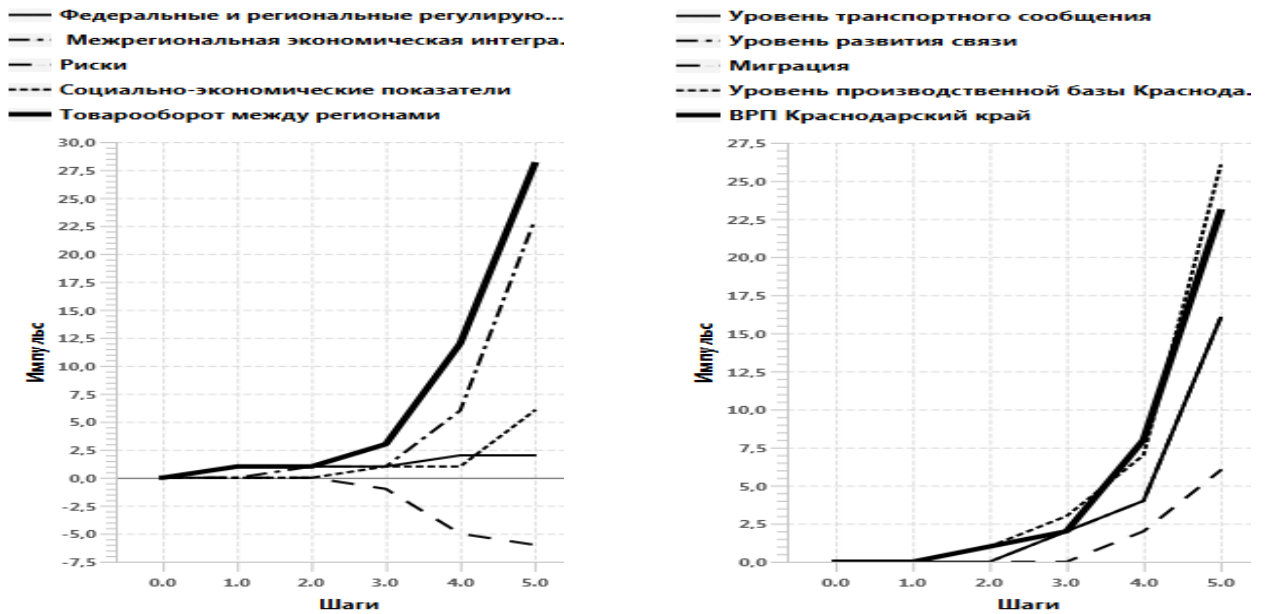 Федеральные и региональные регулирую...
Межрегиональная экономическая интегра.
Риски
Социально-экономические показатели
Товарооборот между регионами
30,0
27,5
25,0
22,5
20,0
17,5
15,0
12,5
10,0
7,5
5,0
2,5
0,0
-2,5
-5,0
-7,5
Импульс
0.0 1.0 2.0 3.0 4.0 5.0
Шаги
Уровень транспортного сообщения
Уровень развития связи
Миграция
Уровень производственной базы Краснода.
ВРП Краснодарский край
27,5
25,0
22,5
20,0
17,5
15,0
12,5
10,0
7,5
5,0
2,5
0,0
Импульс
0.0 1.0 2.0 3.0 4.0 5.0
Шаги